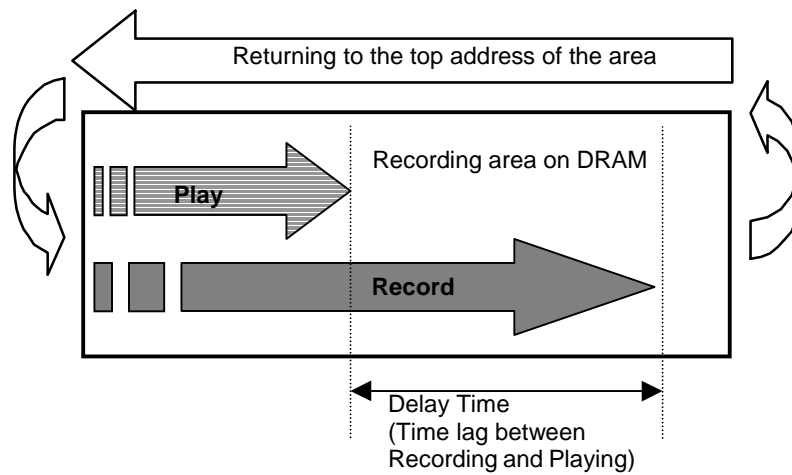 Returning to the top address of the area
Recording area on DRAM
Play
Record
Delay Time
(Time lag between
Recording and Playing)